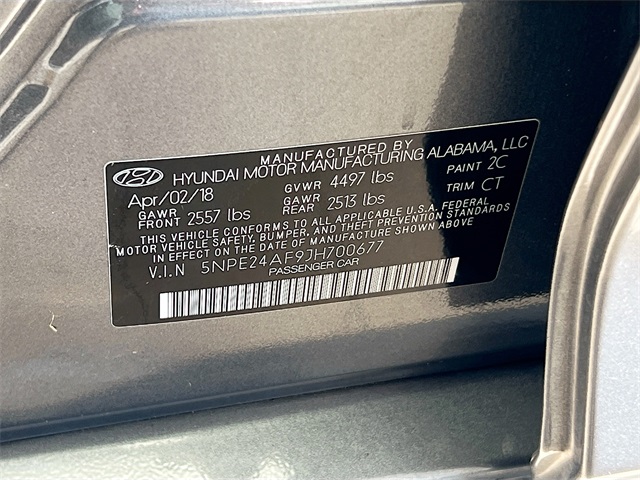 MANUFACTURED BY
HYUNDAI MOTOR MANUFACTURING ALABAMA, LLC
Apr/02/18 GVWR 4497 lbs PAINT 2C
GAWR FRONT 2557 lbs GAWR REAR 2513 lbs TRIM CT
THIS VEHICLE CONFORMS TO ALL APPLICABLE U.S.A. FEDERAL
MOTOR VEHICLE SAFETY, BUMPER, AND THEFT PREVENTION STANDARDS
IN EFFECT ON THE DATE OF MANUFACTURE SHOWN ABOVE.
V.I.N 5NPE24AF9JH700677
PASSENGER CAR